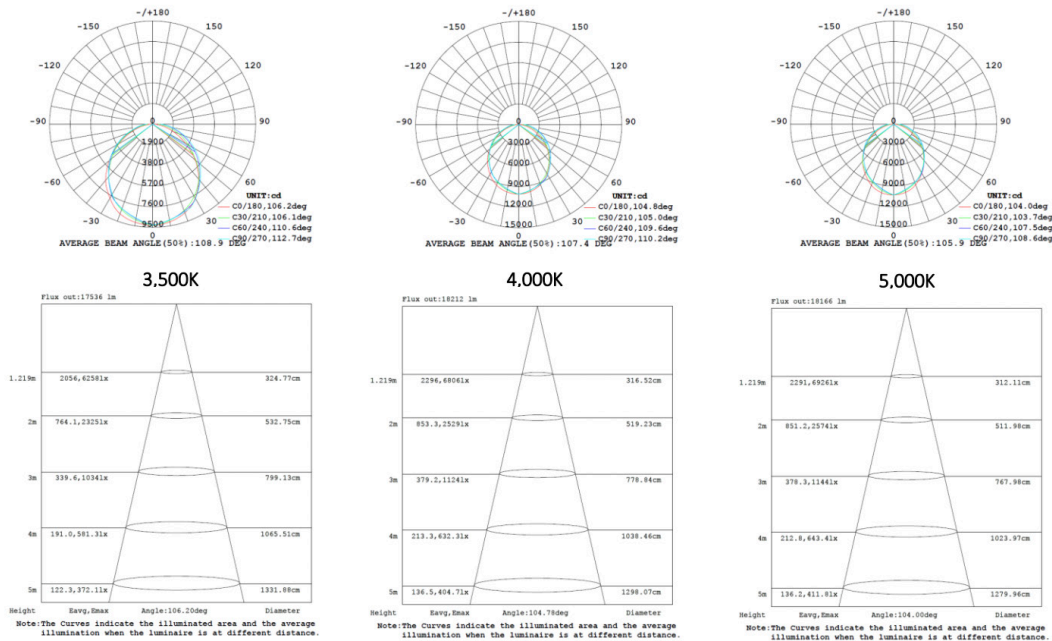 -/+180
-150
150
-120
120
-90
90
-60
60
-30
30
0
0
1900
3800
5700
7600
9500
UNIT:cd
C0/180,106.2deg
C30/210,106.1deg
C60/240,110.6deg
C90/270,112.7deg
AVERAGE BEAM ANGLE(50%):108.9 DEG
-/+180
-150
150
-120
120
-90
90
-60
60
-30
30
0
0
3000
6000
9000
12000
15000
UNIT:cd
C0/180,104.8deg
C30/210,105.0deg
C60/240,109.6deg
C90/270,110.2deg
AVERAGE BEAM ANGLE(50%):107.4 DEG
-/+180
-150
150
-120
120
-90
90
-60
60
-30
30
0
0
3000
6000
9000
12000
15000
UNIT:cd
C0/180,104.0deg
C30/210,103.7deg
C60/240,107.5deg
C90/270,108.6deg
AVERAGE BEAM ANGLE(50%):105.9 DEG
3,500K
Flux out:17536 lm
1.219m 2056,6258lx 324.77cm
2m 764.1,2325lx 532.75cm
3m 339.6,1034lx 799.13cm
4m 191.0,581.3lx 1065.51cm
5m 122.3,372.1lx 1331.88cm
Height Eavg,Emax Angle:106.20deg Diameter
Note:The Curves indicate the illuminated area and the average
illumination when the luminaire is at different distance.
4,000K
Flux out:18212 lm
1.219m 2296,6806lx 316.52cm
2m 853.3,2529lx 519.23cm
3m 379.2,1124lx 778.84cm
4m 213.3,632.3lx 1038.46cm
5m 136.5,404.7lx 1298.07cm
Height Eavg,Emax Angle:104.78deg Diameter
Note:The Curves indicate the illuminated area and the average
illumination when the luminaire is at different distance.
5,000K
Flux out:18166 lm
1.219m 2291,6926lx 312.11cm
2m 851.2,2574lx 511.98cm
3m 378.3,1144lx 767.98cm
4m 212.8,643.4lx 1023.97cm
5m 136.2,411.8lx 1279.96cm
Height Eavg,Emax Angle:104.00deg Diameter
Note:The Curves indicate the illuminated area and the average
illumination when the luminaire is at different distance.